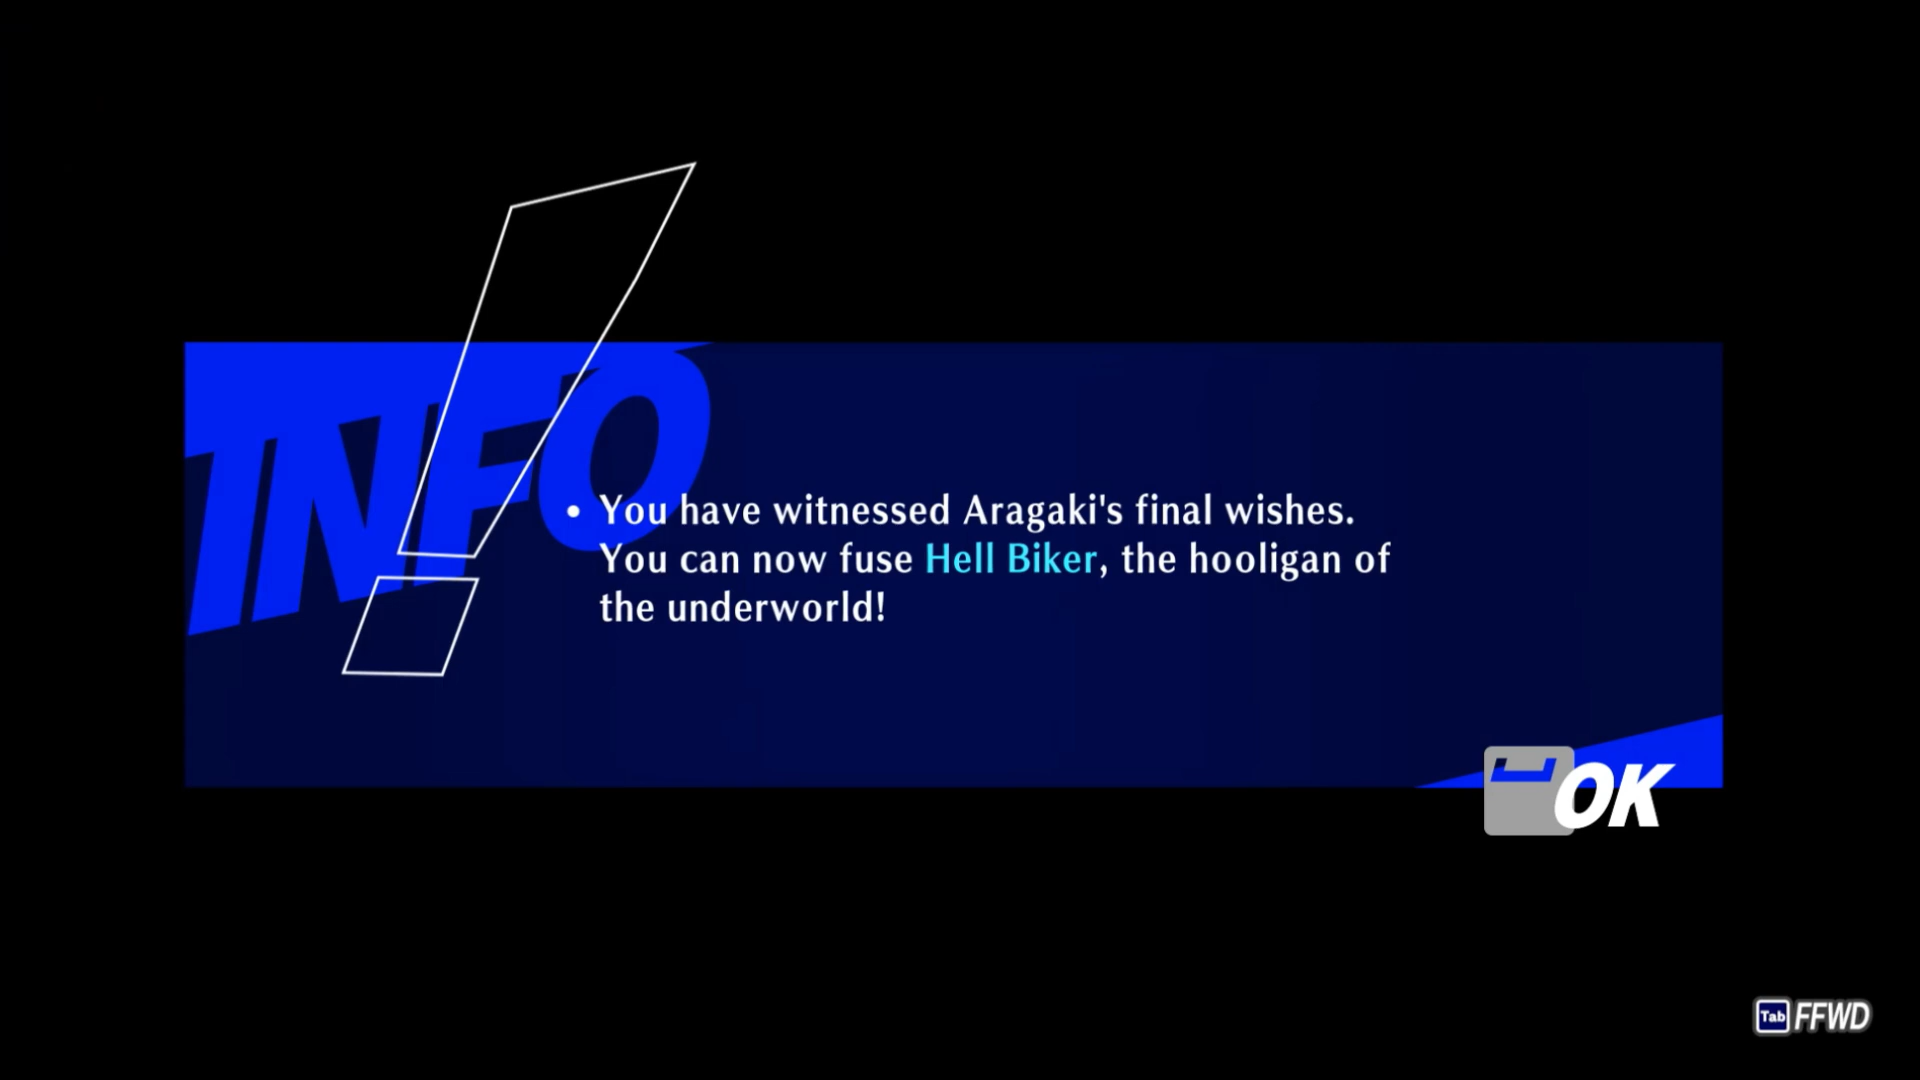 INFO
• You have witnessed Aragaki's final wishes.
You can now fuse Hell Biker, the hooligan of
the underworld!
OK
Tab FFWD